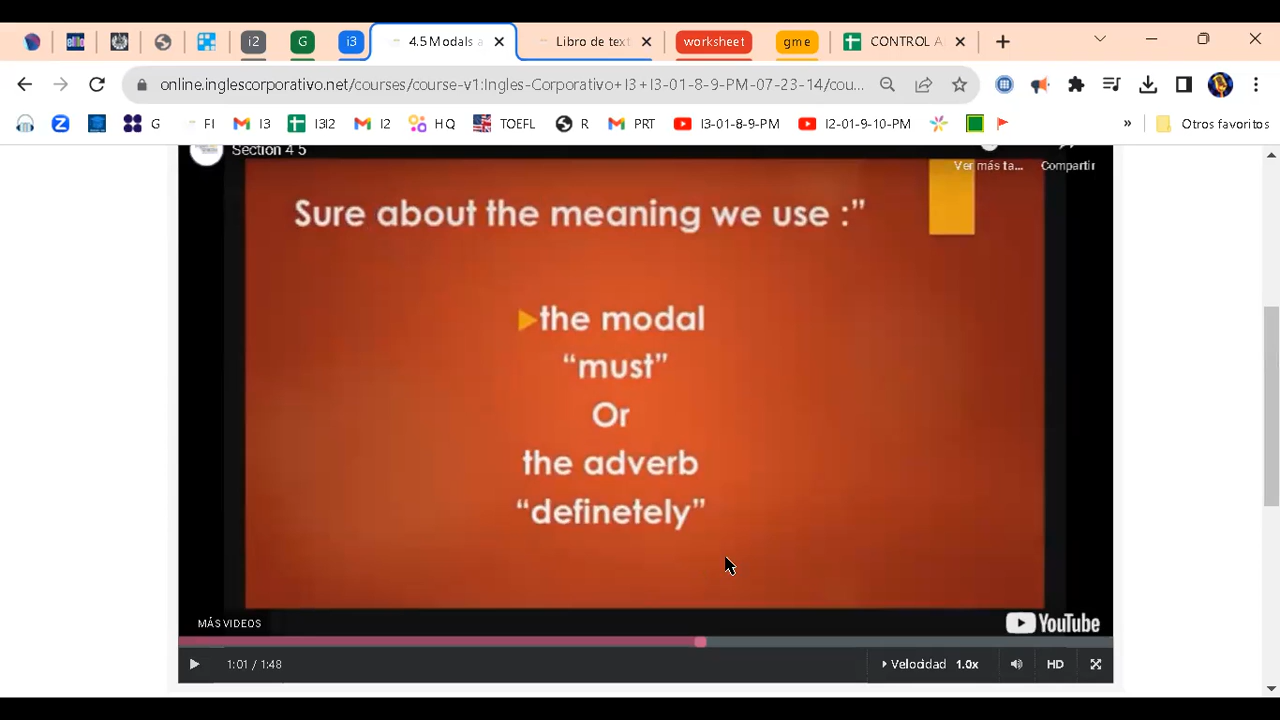 i2
G
i3
4.5 Modals a
Libro de text
worksheet
gme
CONTROL A
online.inglescorporativo.net/courses/course-v1:Ingles-Corporativo+I3+I3-01-8-9-PM-07-23-14/cou...
G
FI
I3
I3I2
I2
HQ
TOEFL
R
PRT
I3-01-8-9-PM
I2-01-9-10-PM
»
Otros favoritos
Section 4 5
Ver más ta...
Compartir
Sure about the meaning we use :”
the modal
“must”
Or
the adverb
“definetely”
MÁS VIDEOS
YouTube
1:01 / 1:48
Velocidad 1.0x
HD